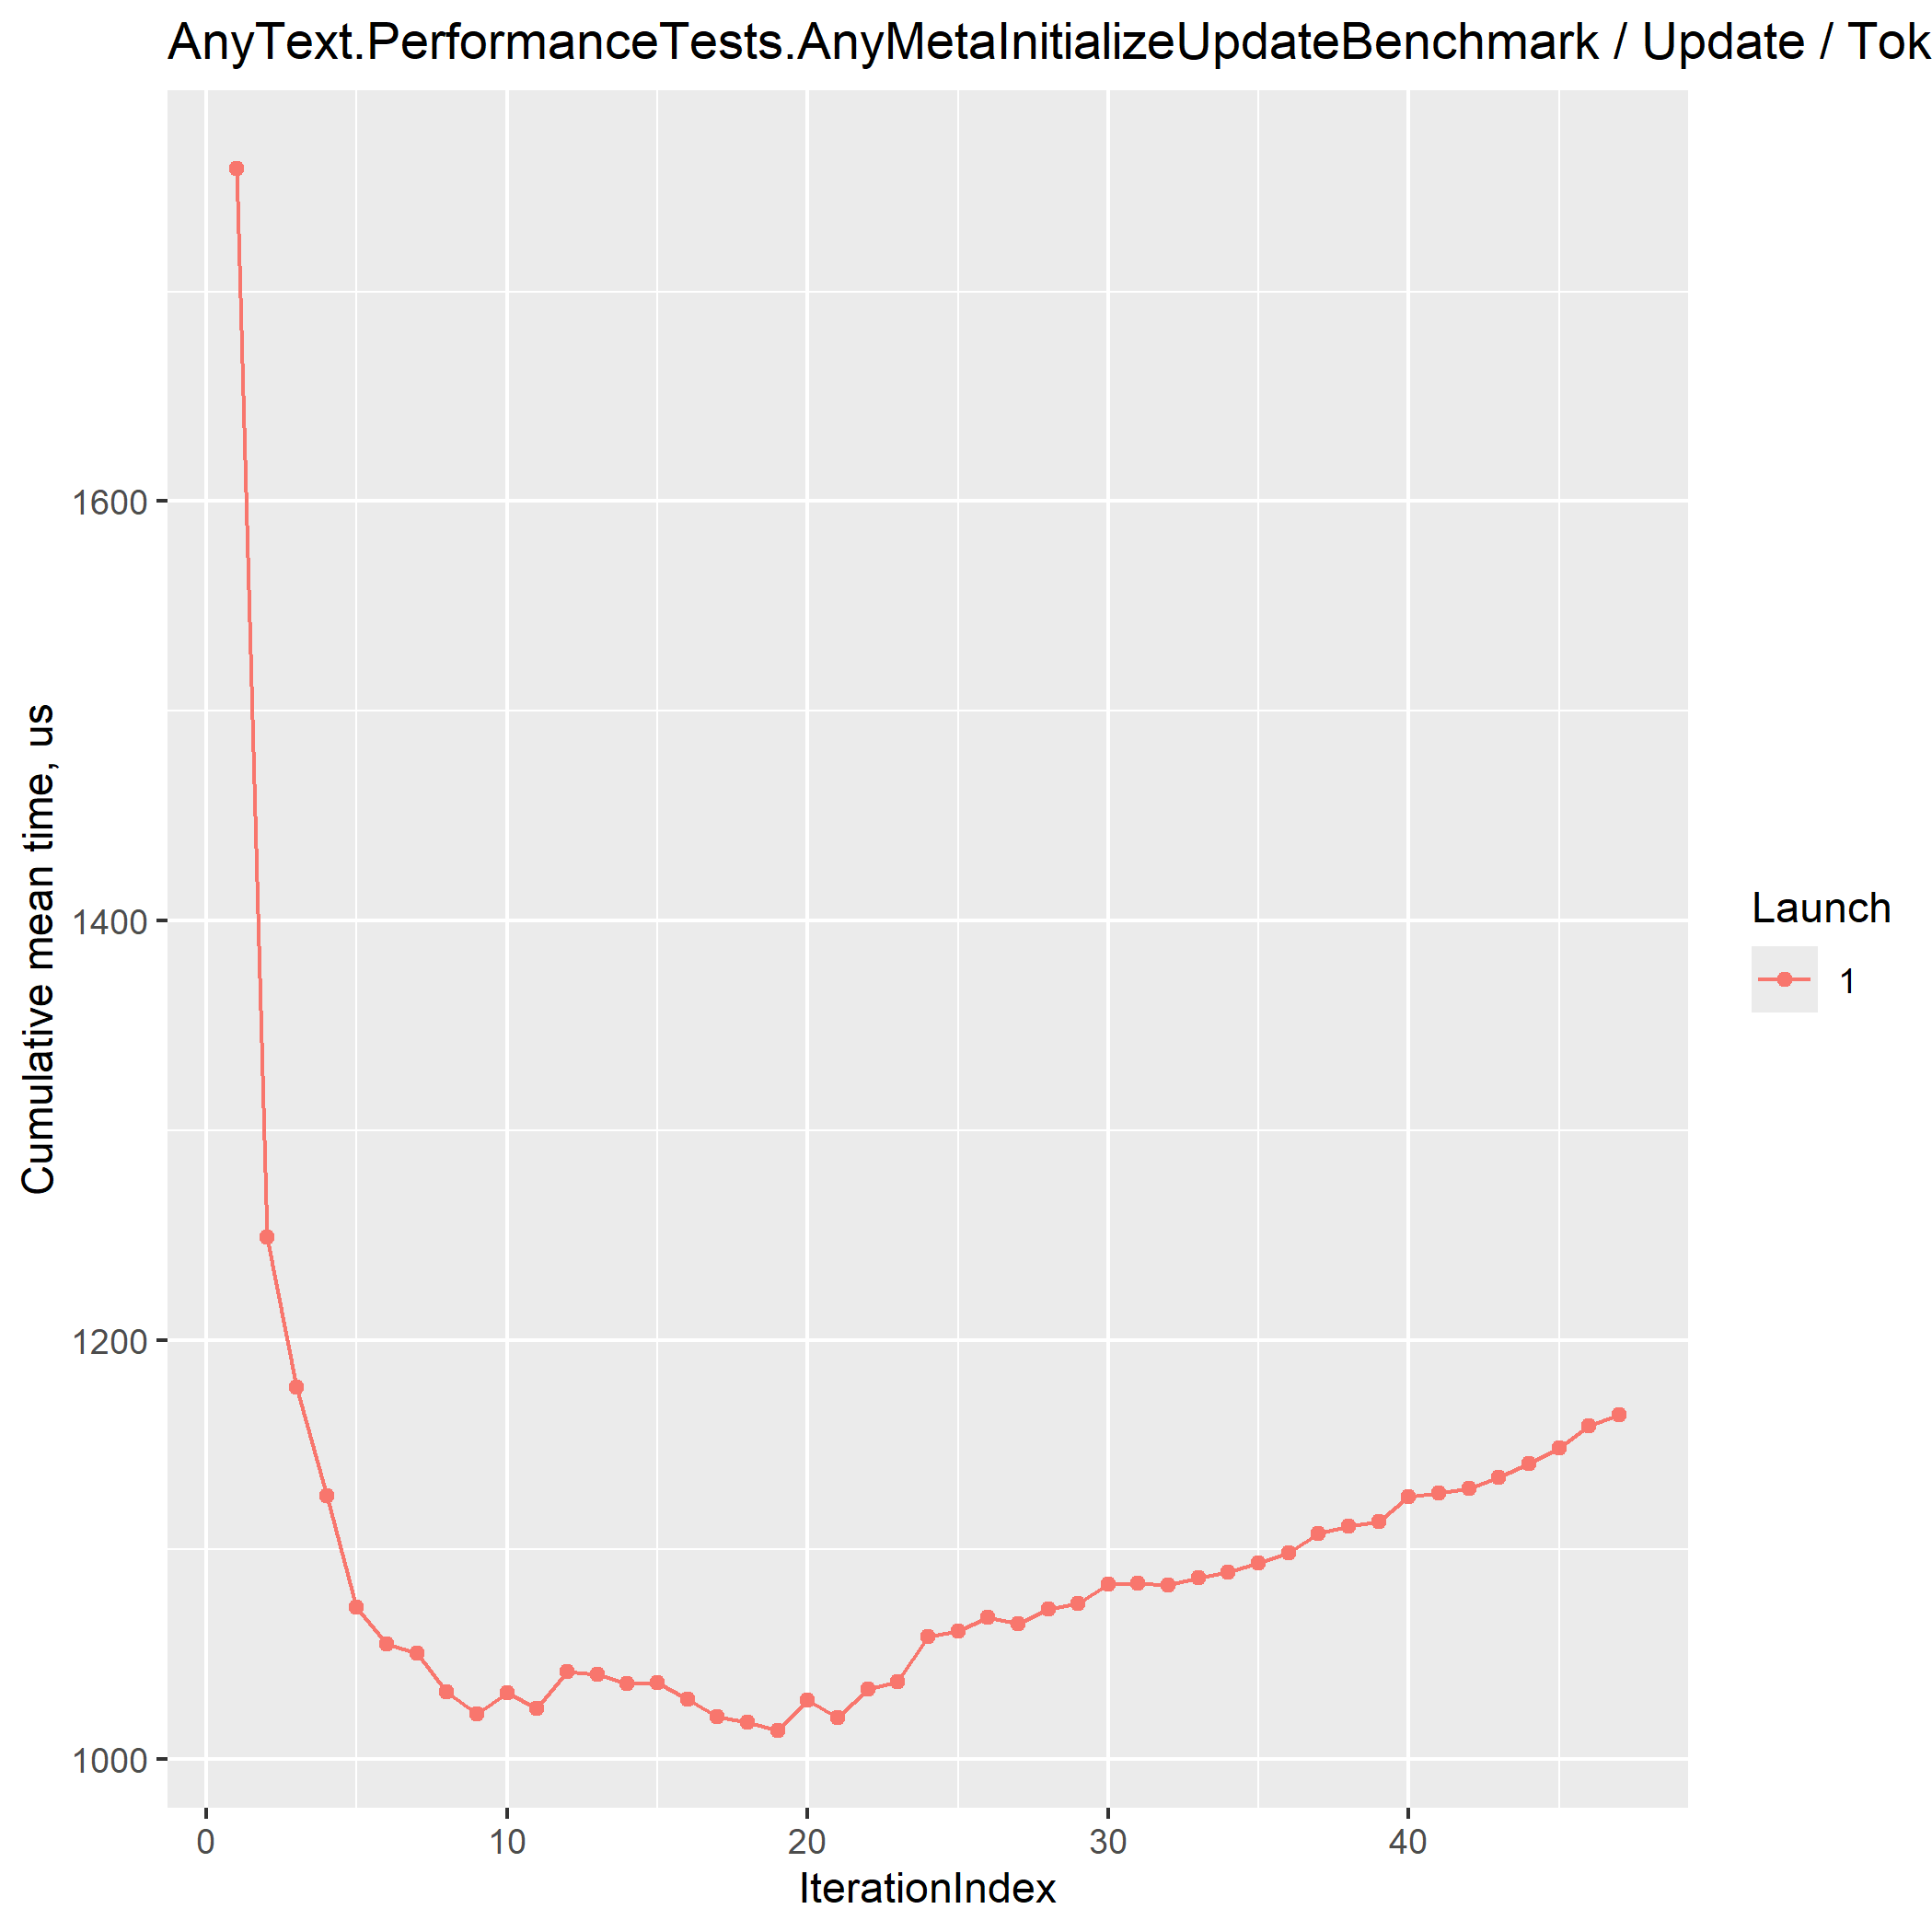 AnyText.PerformanceTests.AnyMetaInitializeUpdateBenchmark / Update / Tok
Cumulative mean time, us
1600
1400
1200
1000
0 10 20 30 40
IterationIndex
Launch
1